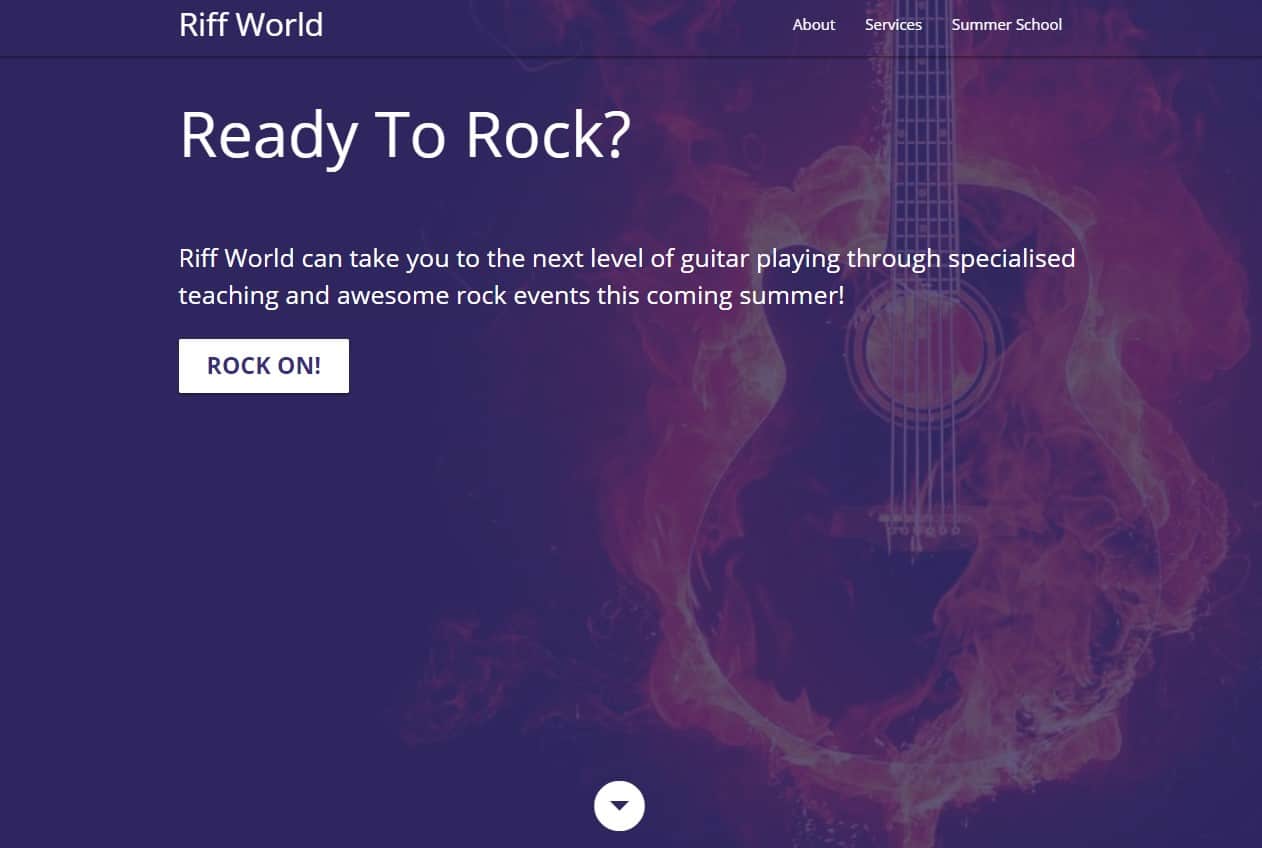 Riff World
About Services Summer School
Ready To Rock?
Riff World can take you to the next level of guitar playing through specialised
teaching and awesome rock events this coming summer!
ROCK ON!